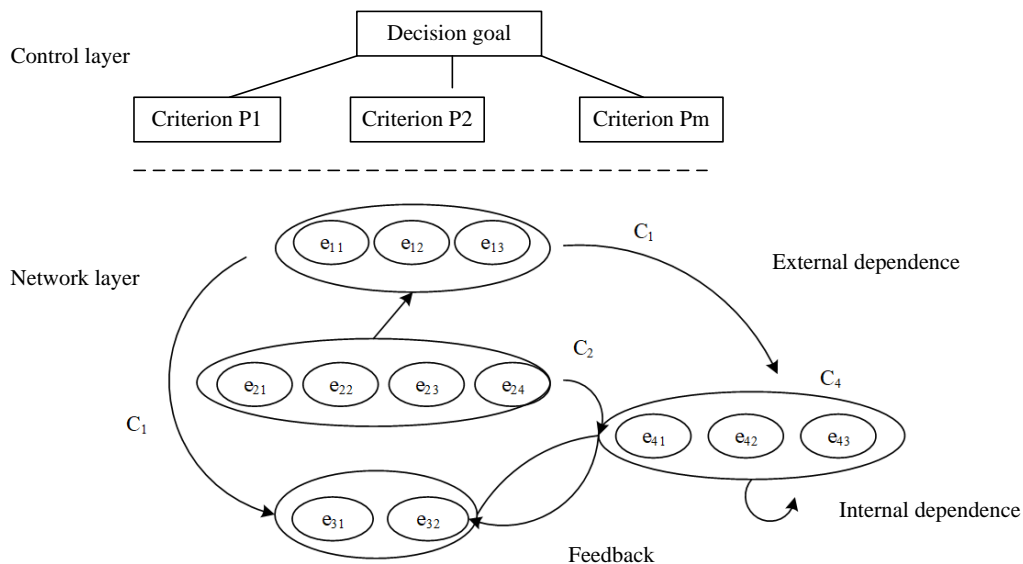 Decision goal
Control layer
Criterion P1
Criterion P2
Criterion Pm
e₁₁
e₁₂
e₁₃
C₁
External dependence
Network layer
C₂
e₂₁
e₂₂
e₂₃
e₂₄
C₄
C₁
e₄₁
e₄₂
e₄₃
e₃₁
e₃₂
Internal dependence
Feedback